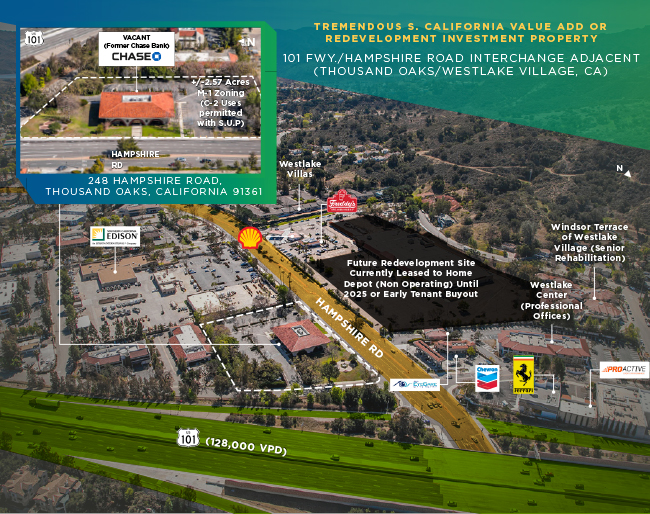 TREMENDOUS S. CALIFORNIA VALUE ADD OR
REDEVELOPMENT INVESTMENT PROPERTY
101 FWY./HAMPSHIRE ROAD INTERCHANGE ADJACENT
(THOUSAND OAKS/WESTLAKE VILLAGE, CA)
101
VACANT
(Former Chase Bank)
CHASE
N
+/-2.57 Acres
M-1 Zoning
(C-2 Uses
permitted
with S.U.P)
HAMPSHIRE
RD
248 HAMPSHIRE ROAD,
THOUSAND OAKS, CALIFORNIA 91361
N
Westlake
Villas
Freddy's
EDISON
Windsor Terrace
of Westlake
Village (Senior
Rehabilitation)
Future Redevelopment Site
Currently Leased to Home
Depot (Non Operating) Until
2025 or Early Tenant Buyout
Westlake
Center
(Professional
Offices)
HAMPSHIRE RD
Chevron
Ferrari
PROACTIVE
US
101
(128,000 VPD)